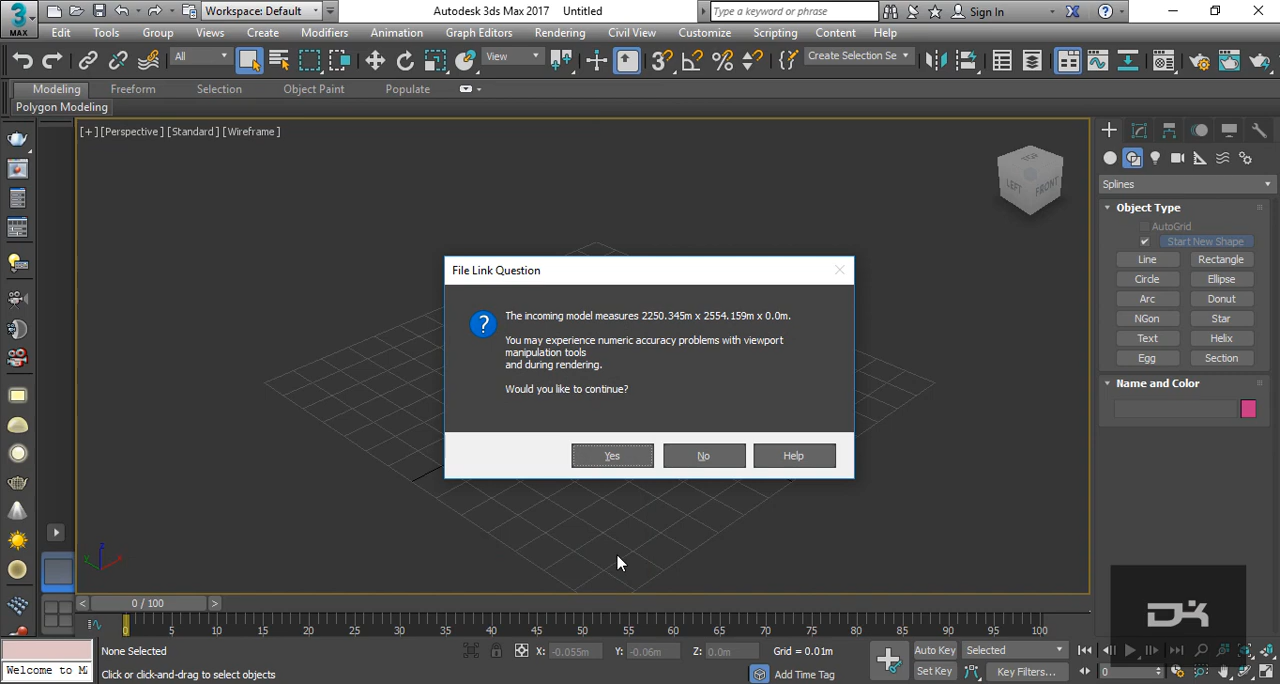 Workspace: Default
Autodesk 3ds Max 2017 Untitled
Type a keyword or phrase
Sign In
MAX
Edit Tools Group Views Create Modifiers Animation Graph Editors Rendering Civil View Customize Scripting Content Help
All
View
Create Selection Se
Modeling Freeform Selection Object Paint Populate
Polygon Modeling
[+] [Perspective ] [Standard ] [Wireframe ]
TOP
LEFT FRONT
Splines
Object Type
AutoGrid
Start New Shape
Line Rectangle
Circle Ellipse
Arc Donut
NGon Star
Text Helix
Egg Section
Name and Color
File Link Question
The incoming model measures 2250.345m x 2554.159m x 0.0m.
You may experience numeric accuracy problems with viewport
manipulation tools
and during rendering.
Would you like to continue?
Yes No Help
z
x
y
< 0 / 100 >
0 5 10 15 20 25 30 35 40 45 50 55 60 65 70 75 80 85 90 95 100
None Selected
X: -0.055m Y: -0.06m Z: 0.0m Grid = 0.01m
Auto Key Selected
Welcome to M
Click or click-and-drag to select objects
Add Time Tag
Set Key Key Filters...
0
DK